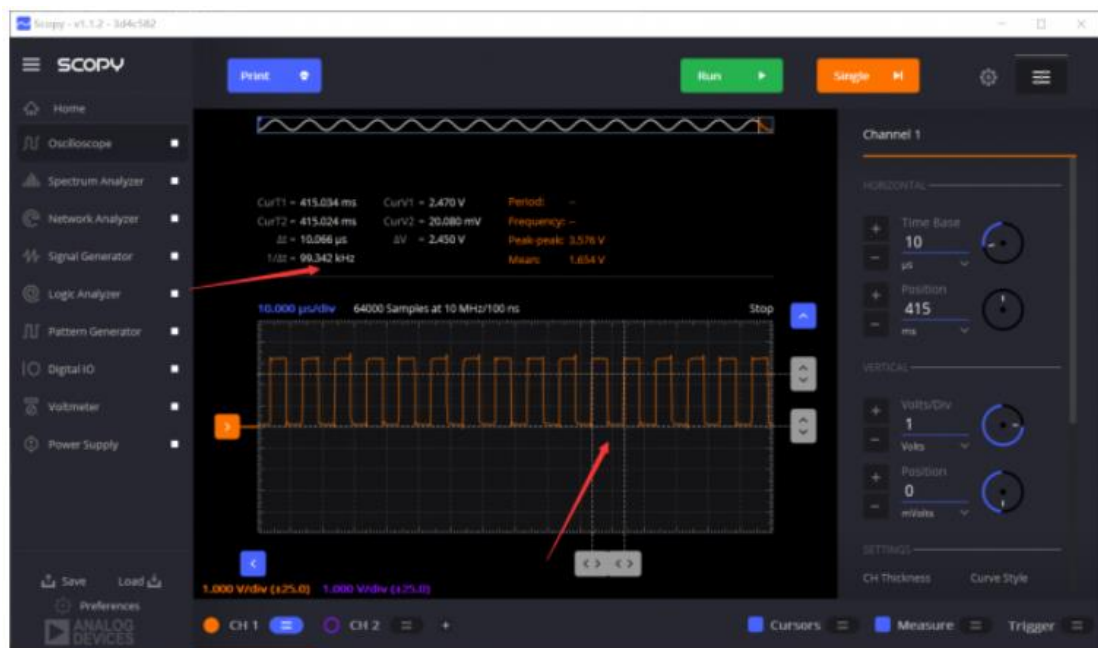 Scopy - v1.1.2 - 3d4c582
SCOPY
Print
Run
Single
Home
Oscilloscope
Spectrum Analyzer
Network Analyzer
Signal Generator
Logic Analyzer
Pattern Generator
Digital IO
Voltmeter
Power Supply
Save Load
Preferences
ANALOG
DEVICES
CurT1 = 415.034 ms CurV1 = 2.470 V Period: --
CurT2 = 415.024 ms CurV2 = 20.080 mV Frequency: --
Δt = 10.066 µs ΔV = 2.450 V Peak-peak: 3.576 V
1/Δt = 99.342 kHz Mean: 1.654 V
10.000 µs/div 64000 Samples at 10 MHz/100 ns Stop
1.000 V/div (±25.0) 1.000 V/div (±25.0)
CH 1 CH 2 +
Cursors Measure Trigger
Channel 1
HORIZONTAL
+ Time Base
10
- µs
+ Position
415
- ms
VERTICAL
+ Volts/Div
1
- Volts
+ Position
0
- mVolts
SETTINGS
CH Thickness Curve Style